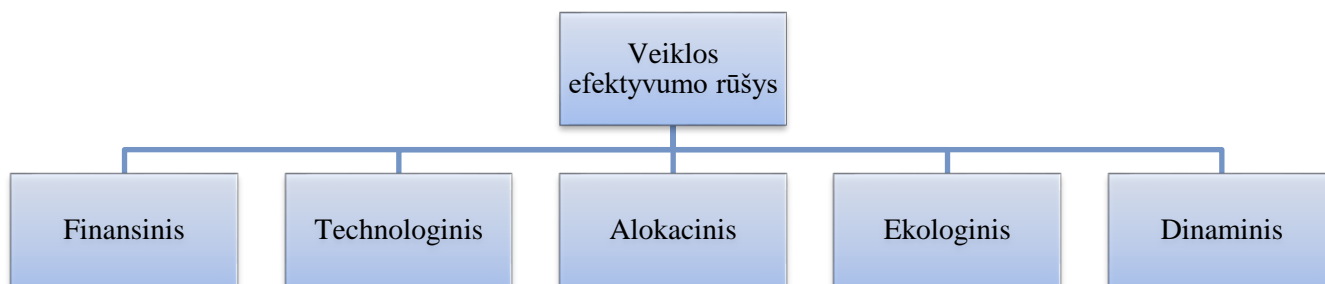 Veiklos
efektyvumo rūšys
Finansinis
Technologinis
Alokacinis
Ekologinis
Dinaminis